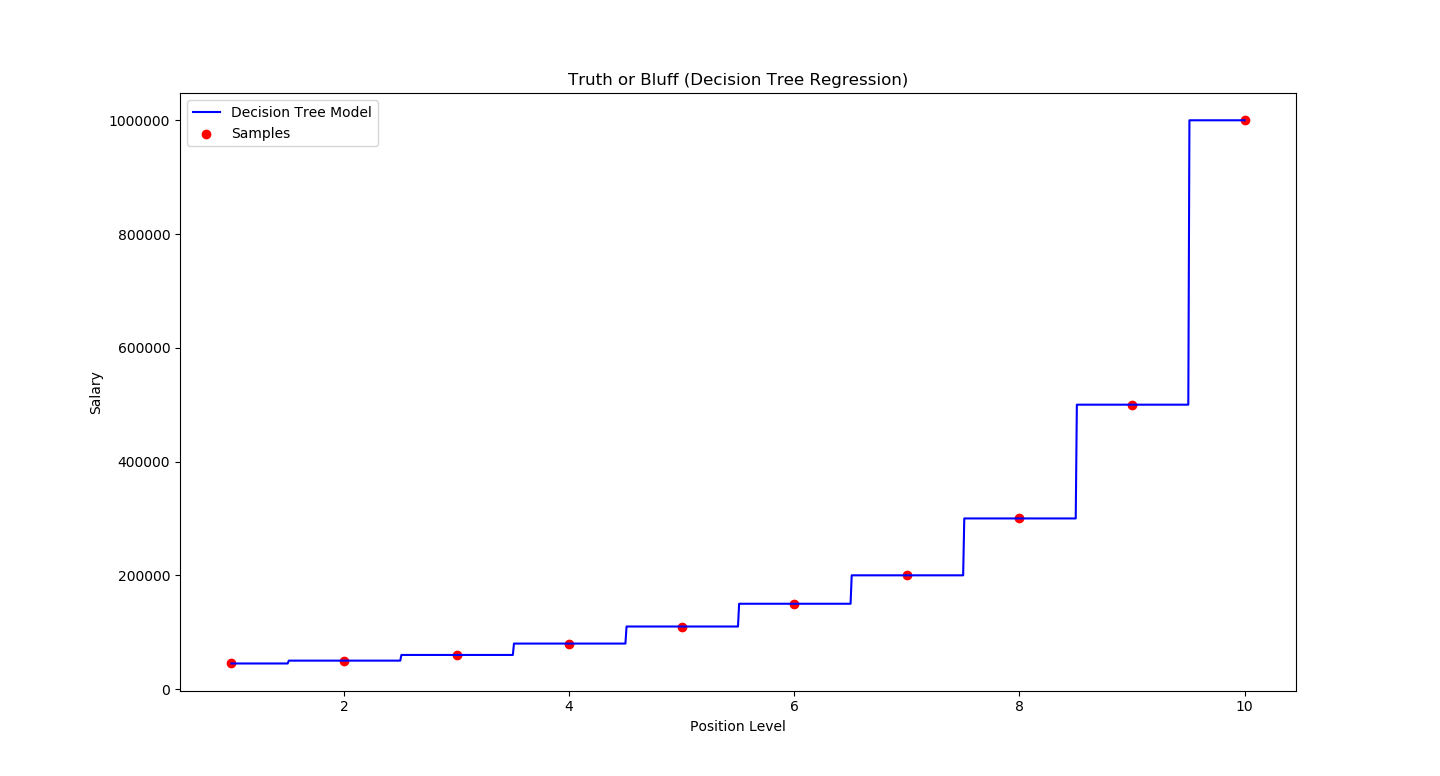 Truth or Bluff (Decision Tree Regression)
Decision Tree Model
Samples
1000000
800000
600000
400000
200000
0
Salary
2 4 6 8 10
Position Level